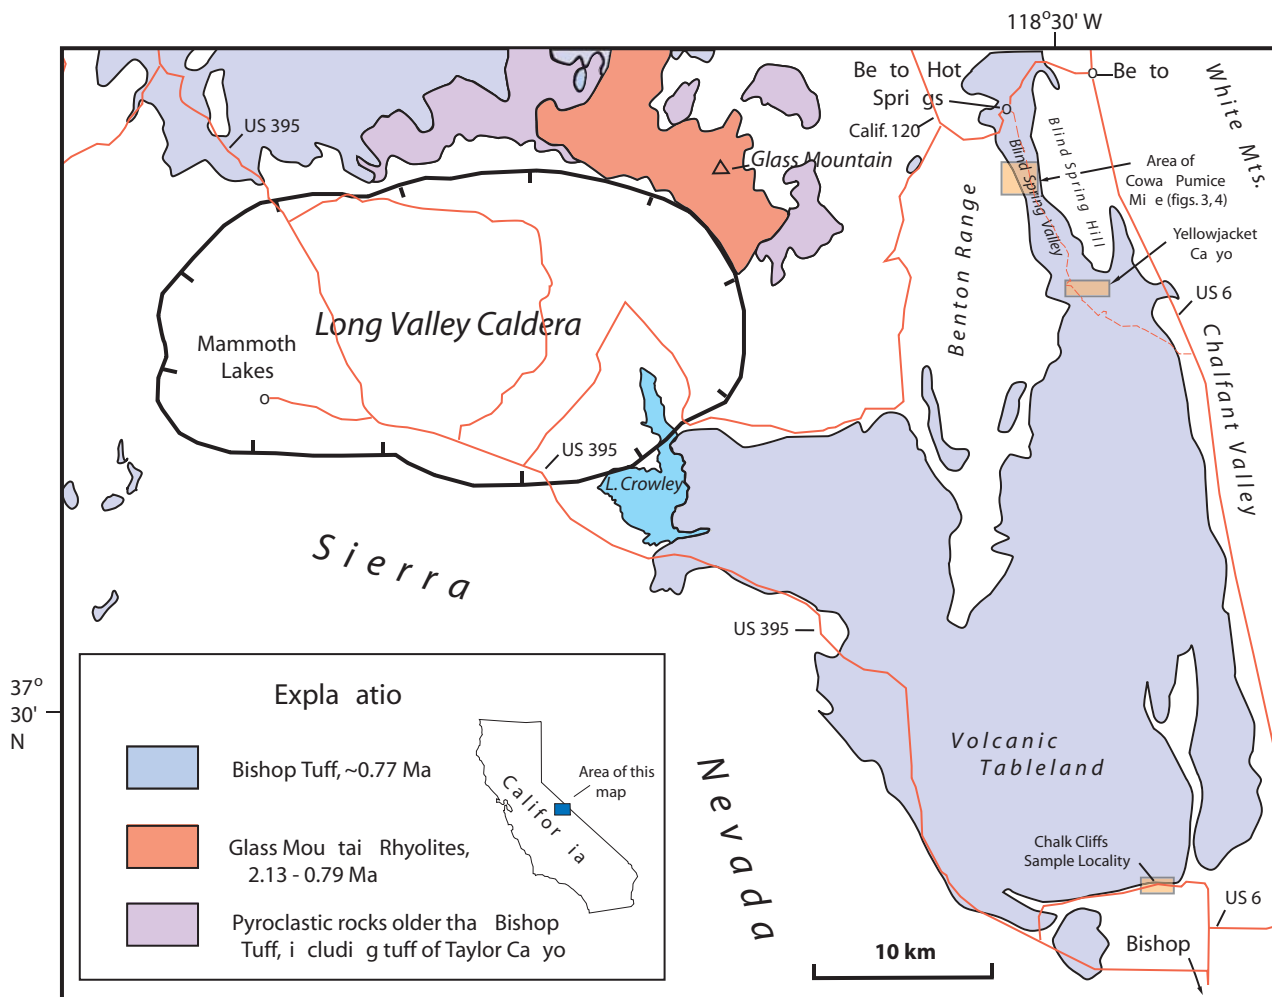 118°30' W
Be to Hot
Spri gs
Be to
White Mts.
US 395
Calif. 120
Glass Mountain
Blind Spring Valley
Blind Spring Hill
Area of
Cowa Pumice
Mi e (figs. 3, 4)
Yellowjacket
Ca yo
Benton Range
US 6
Long Valley Caldera
Mammoth
Lakes
Chalfant Valley
US 395
L. Crowley
Sierra
US 395
37°
30'
N
Expla atio
Bishop Tuff, ~0.77 Ma
Glass Mou tai Rhyolites,
2.13 - 0.79 Ma
Pyroclastic rocks older tha Bishop
Tuff, i cludi g tuff of Taylor Ca yo
Califor ia
Area of this
map
Nevada
Volcanic
Tableland
Chalk Cliffs
Sample Locality
US 6
10 km
Bishop